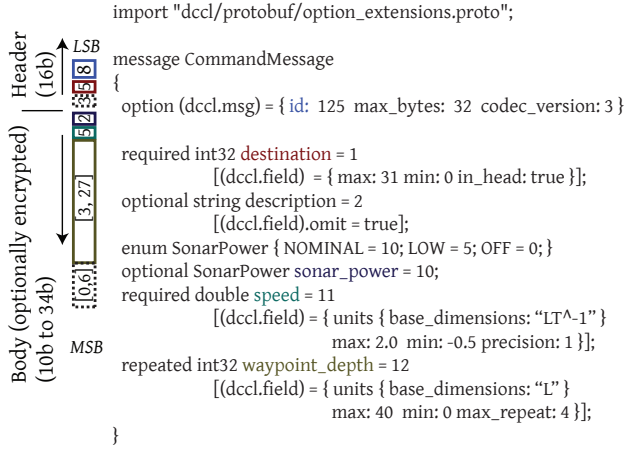 import "dccl/protobuf/option_extensions.proto";
message CommandMessage
{
option (dccl.msg) = { id: 125 max_bytes: 32 codec_version: 3 }
required int32 destination = 1
[(dccl.field) = { max: 31 min: 0 in_head: true }];
optional string description = 2
[(dccl.field).omit = true];
enum SonarPower { NOMINAL = 10; LOW = 5; OFF = 0; }
optional SonarPower sonar_power = 10;
required double speed = 11
[(dccl.field) = { units { base_dimensions: “LT^-1” }
max: 2.0 min: -0.5 precision: 1 }];
repeated int32 waypoint_depth = 12
[(dccl.field) = { units { base_dimensions: “L” }
max: 40 min: 0 max_repeat: 4 }];
}
Header
(16b)
Body (optionally encrypted)
(10b to 34b)
LSB
8
5
3
2
5
[3, 27]
[0,6]
MSB